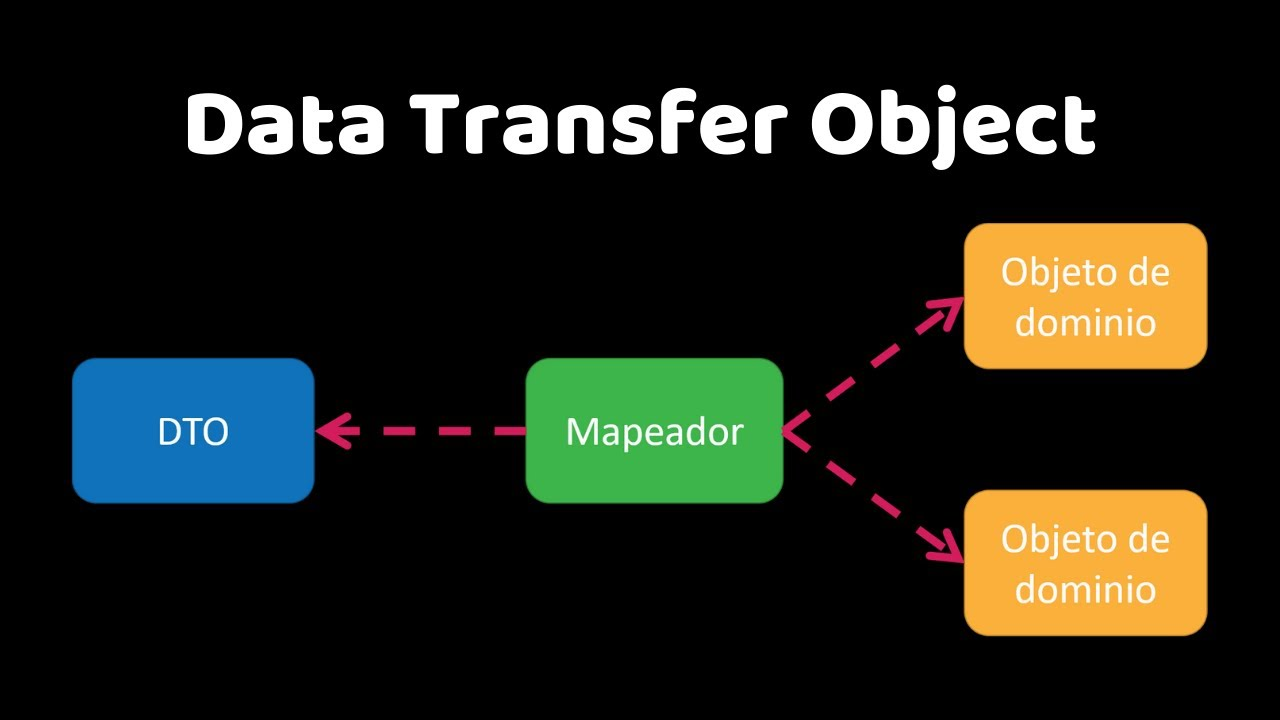 Data Transfer Object
Objeto de
dominio
DTO
Mapeador
Objeto de
dominio